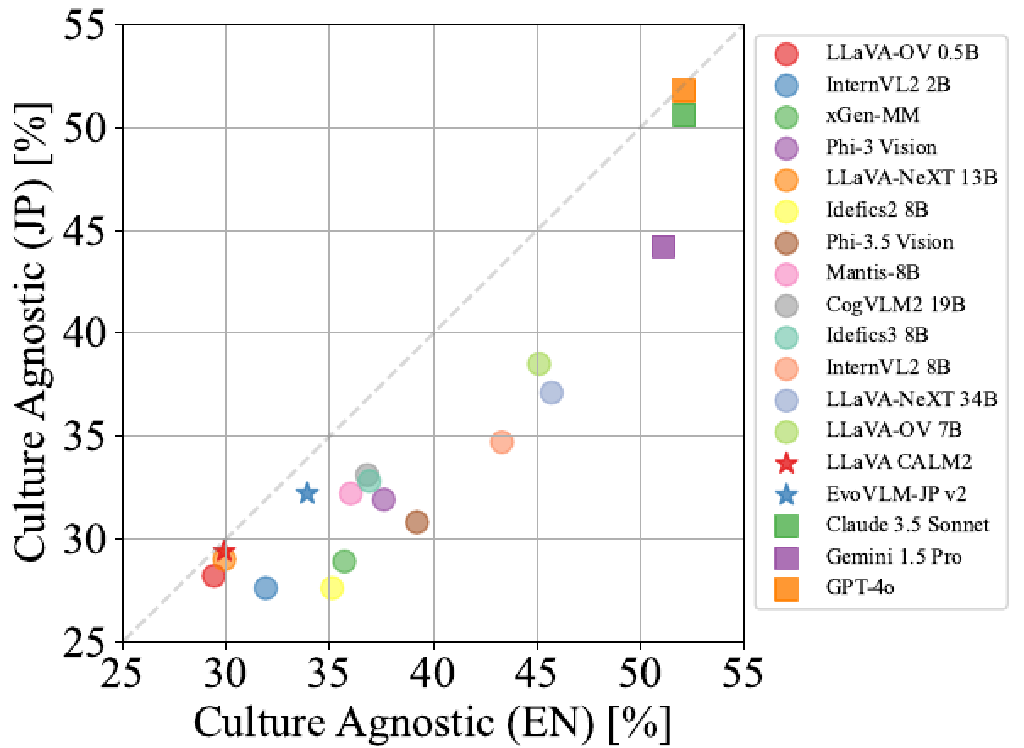 55
50
45
40
35
30
25
Culture Agnostic (JP) [%]
25 30 35 40 45 50 55
Culture Agnostic (EN) [%]
LLaVA-OV 0.5B
InternVL2 2B
xGen-MM
Phi-3 Vision
LLaVA-NeXT 13B
Idefics2 8B
Phi-3.5 Vision
Mantis-8B
CogVLM2 19B
Idefics3 8B
InternVL2 8B
LLaVA-NeXT 34B
LLaVA-OV 7B
LLaVA CALM2
EvoVLM-JP v2
Claude 3.5 Sonnet
Gemini 1.5 Pro
GPT-4o